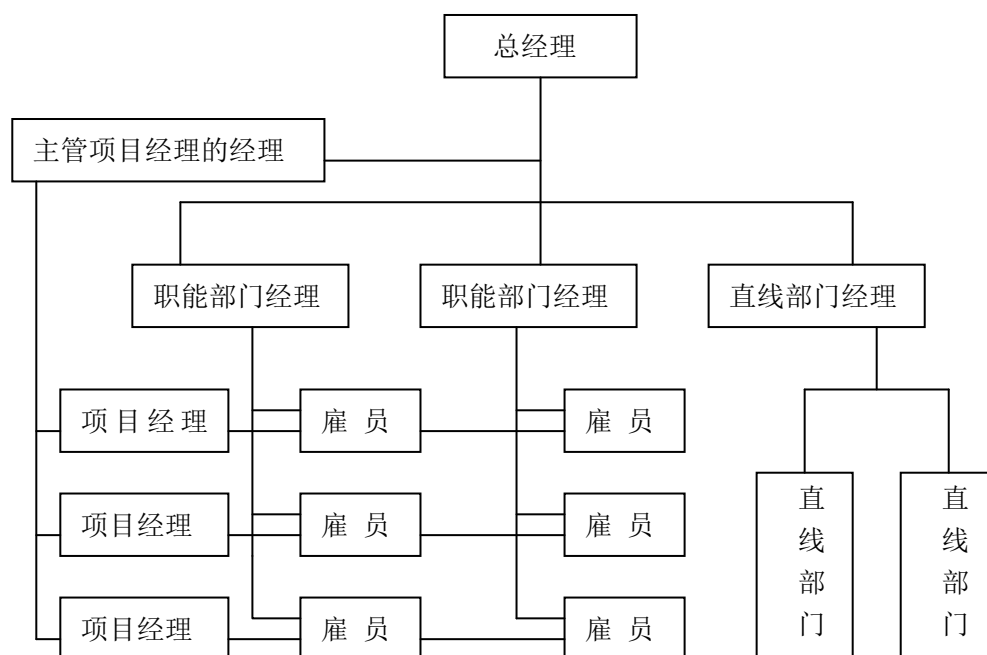 总经理
主管项目经理的经理
职能部门经理
职能部门经理
直线部门经理
项目经理
雇 员
雇 员
项目经理
雇 员
雇 员
项目经理
雇 员
雇 员
直线部门
直线部门